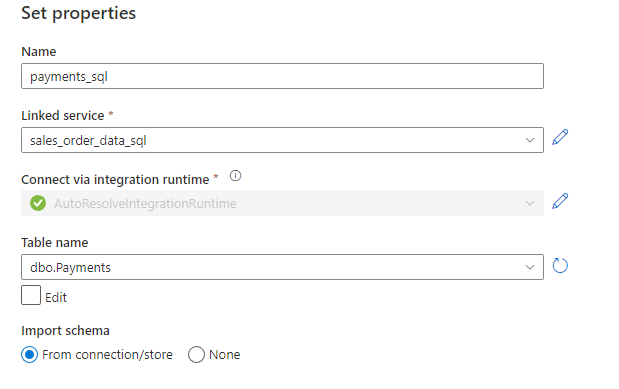 Set properties
Name
payments_sql
Linked service *
sales_order_data_sql
Connect via integration runtime *
AutoResolveIntegrationRuntime
Table name
dbo.Payments
Edit
Import schema
From connection/store None